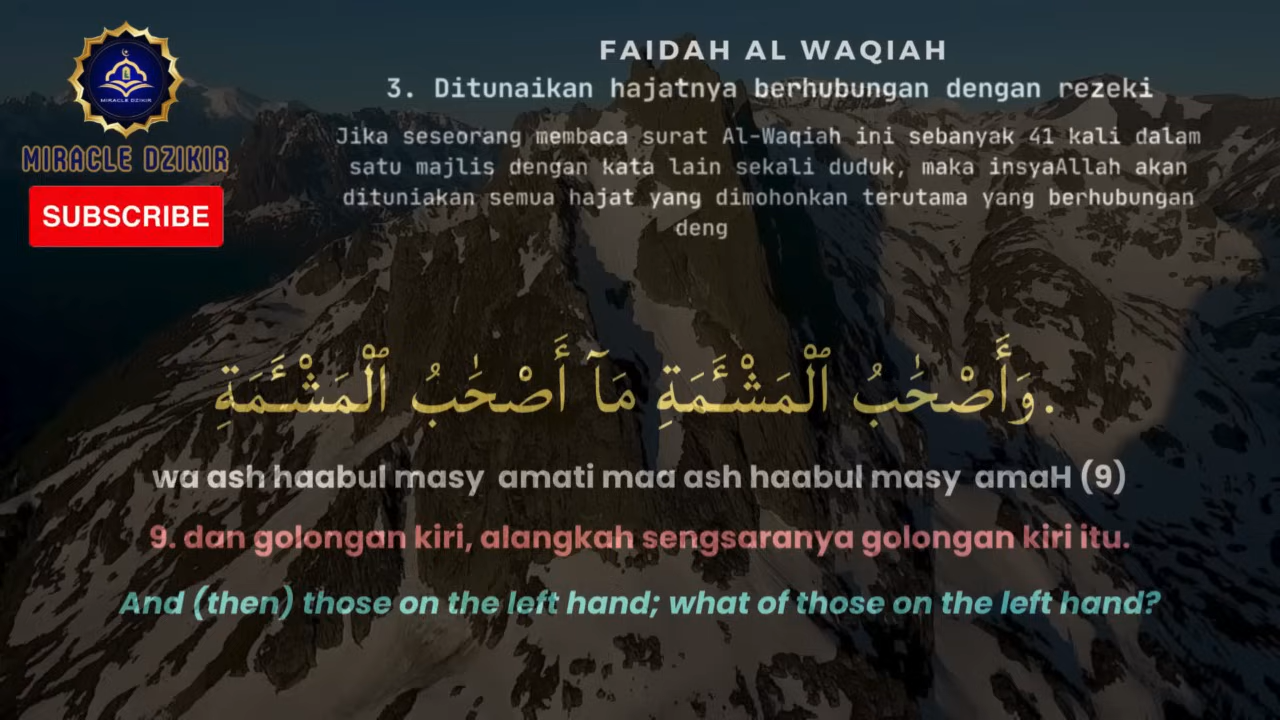 FAIDAH AL WAQIAH
3. Ditunaikan hajatnya berhubungan dengan rezeki
Jika seseorang membaca surat Al-Waqiah ini sebanyak 41 kali dalam
satu majlis dengan kata lain sekali duduk, maka insyaAllah akan
dituniakan semua hajat yang dimohonkan terutama yang berhubungan
deng
MIRACLE DZIKIR
MIRACLE DZIKIR
SUBSCRIBE
وَأَصْحَٰبُ ٱلْمَشْـَٔمَةِ مَآ أَصْحَٰبُ ٱلْمَشْـَٔمَةِ.
wa ash haabul masy  amati maa ash haabul masy  amaH (9)
9. dan golongan kiri, alangkah sengsaranya golongan kiri itu.
And (then) those on the left hand; what of those on the left hand?